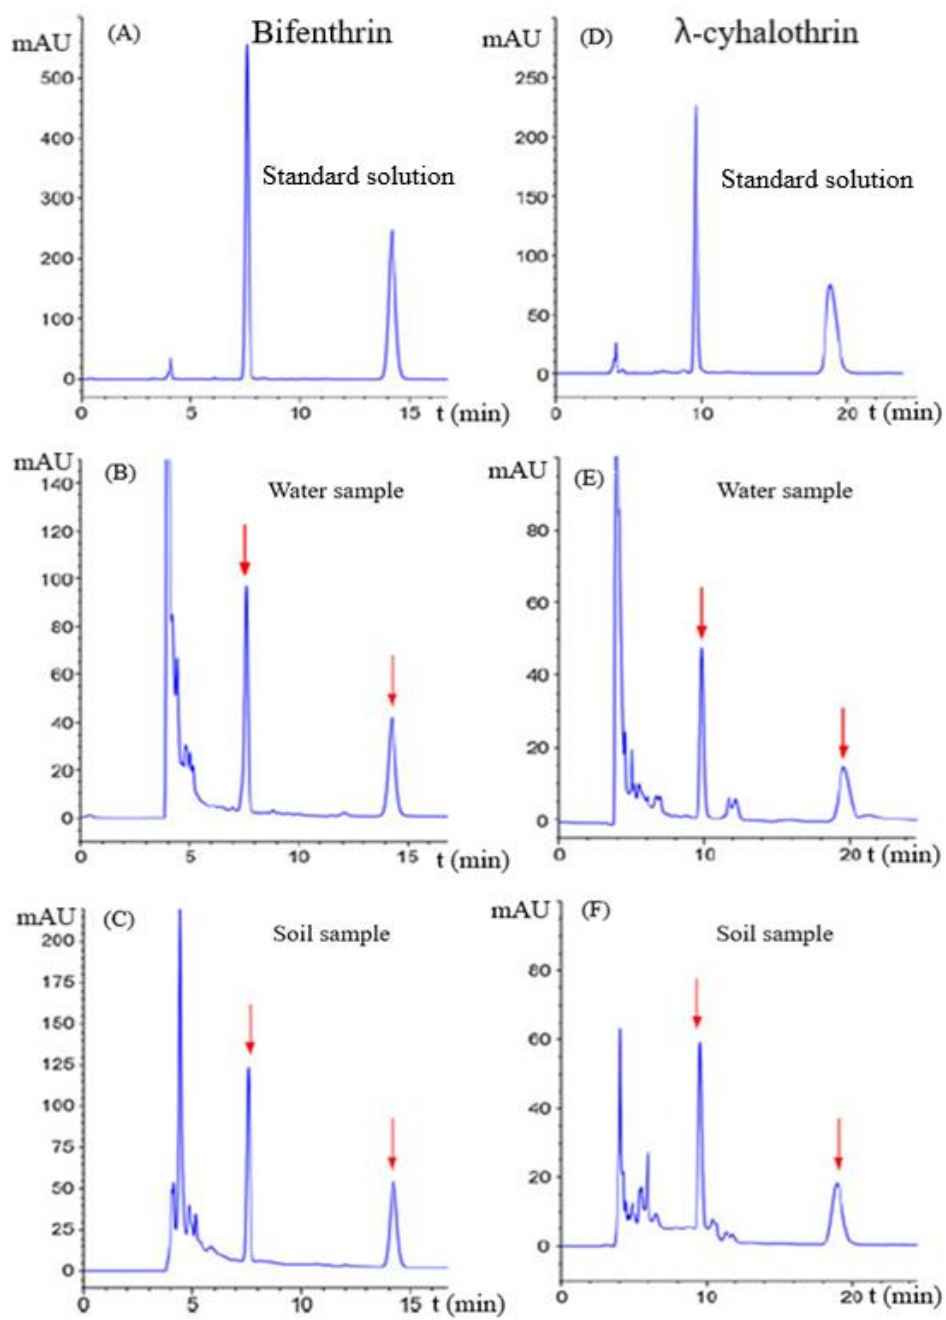 (A) Bifenthrin
mAU
500
400
300
200
100
0
Standard solution
0 5 10 15 t (min)
(D) λ-cyhalothrin
mAU
250
200
150
100
50
0
Standard solution
0 10 20 t (min)
mAU (B)
140
120
100
80
60
40
20
0
Water sample
0 5 10 15 t (min)
mAU (E)
80
60
40
20
0
Water sample
0 10 20 t (min)
mAU (C)
200
175
150
125
100
75
50
25
0
Soil sample
0 5 10 15 t (min)
mAU (F)
80
60
40
20
0
Soil sample
0 10 20 t (min)